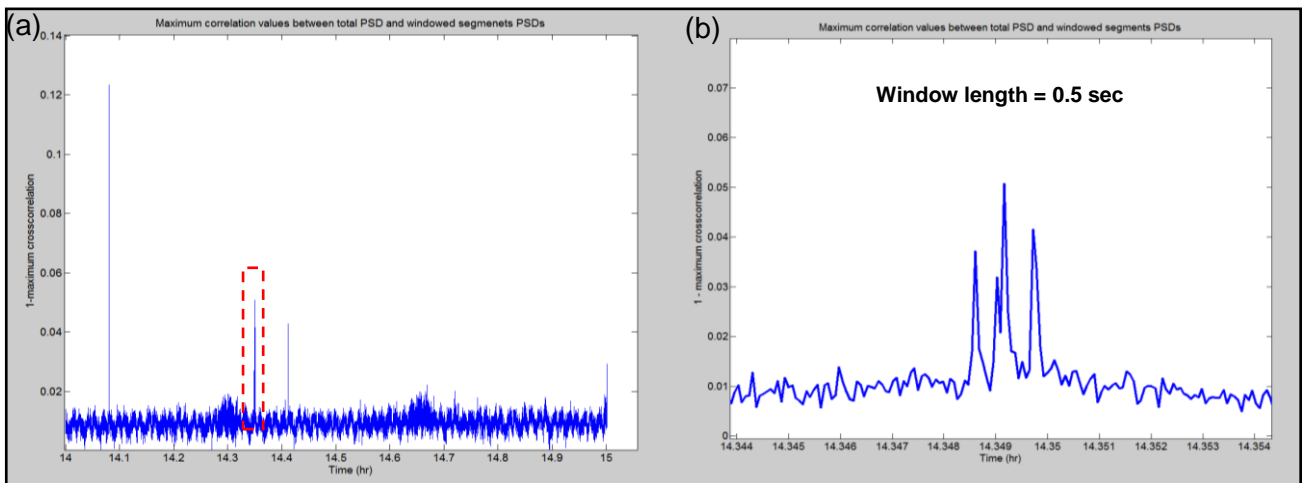 (a)
Maximum correlation values between total PSD and windowed segmenets PSDs
0.14
0.12
0.1
0.08
0.06
0.04
0.02
1-maximum crosscorrelation
14 14.1 14.2 14.3 14.4 14.5 14.6 14.7 14.8 14.9 15
Time (hr)
(b)
Maximum correlation values between total PSD and windowed segments PSDs
Window length = 0.5 sec
0.07
0.06
0.05
0.04
0.03
0.02
0.01
0
1 - maximum crosscorrelation
14.344 14.345 14.346 14.347 14.348 14.349 14.35 14.351 14.352 14.353 14.354
Time (hr)